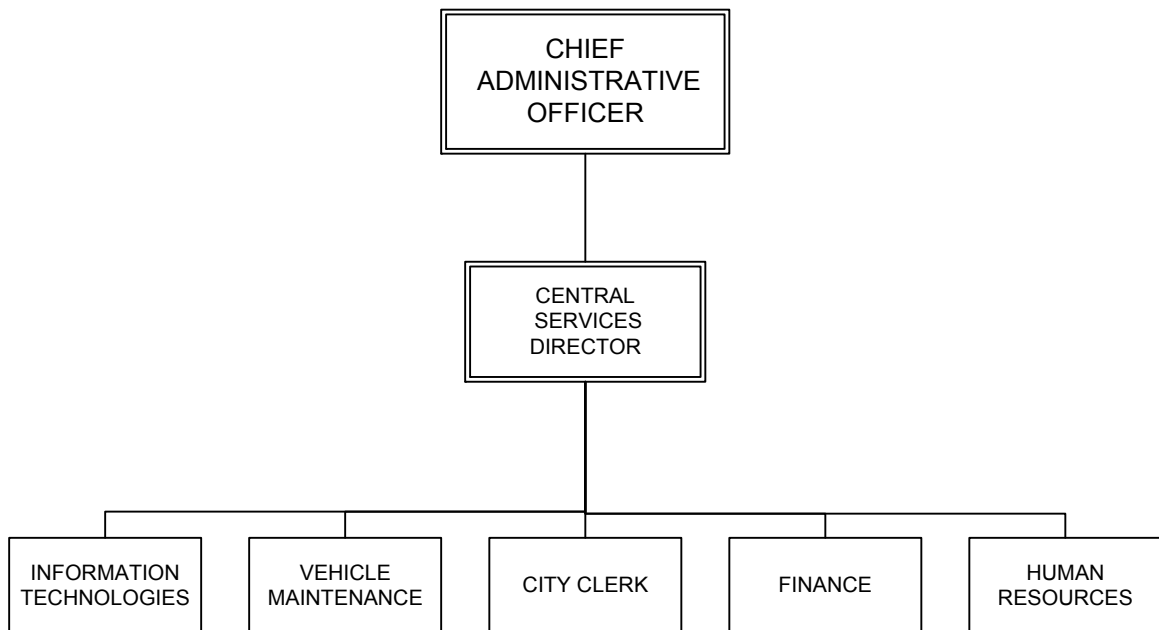 CHIEF
ADMINISTRATIVE
OFFICER
CENTRAL
SERVICES
DIRECTOR
INFORMATION
TECHNOLOGIES
VEHICLE
MAINTENANCE
CITY CLERK
FINANCE
HUMAN
RESOURCES